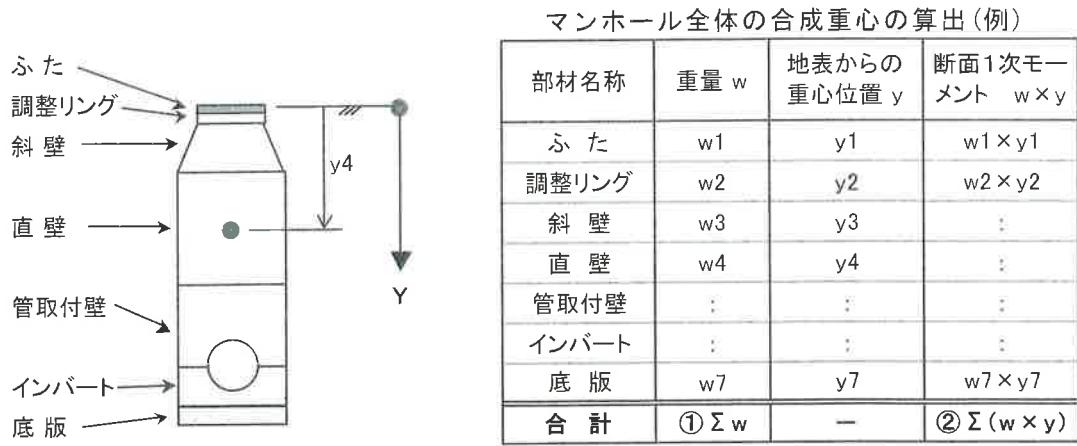 マンホール全体の合成重心の算出(例)
ふた
調整リング
斜壁
直壁
管取付壁
インバート
底版
y4
Y
部材名称 重量 w 地表からの重心位置 y 断面1次モーメント w×y
ふた w1 y1 w1×y1
調整リング w2 y2 w2×y2
斜壁 w3 y3 :
直壁 w4 y4 :
管取付壁 : : :
インバート : : :
底版 w7 y7 w7×y7
合計 ①Σw ー ②Σ(w×y)